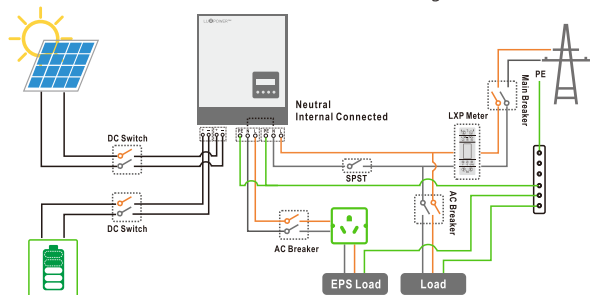 LUXPOWER
PE
Main Breaker
Neutral
Internal Connected
LXP Meter
DC Switch
SPST
AC Breaker
DC Switch
AC Breaker
EPS Load
Load